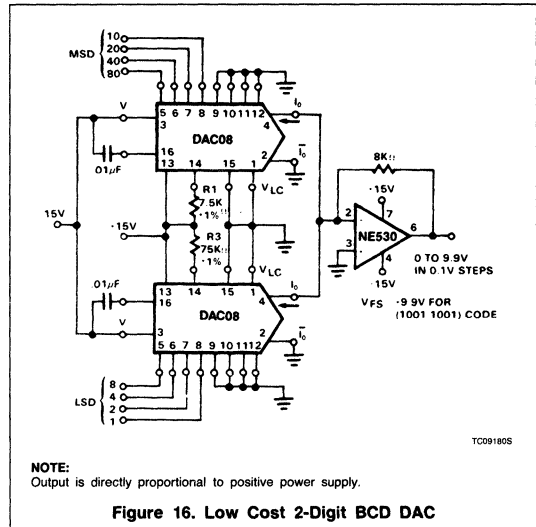 MSD
10
20
40
80
5 6 7 8 9 10 11 12
V
3
DAC08
4
Io
16
2
Io
.01μF
13 14 15 1
8KΩ
R1
7.5K
.1%
VLC
15V
·15V
R3
75K
.1%
·15V
2
7
NE530
6
3
4
·15V
0 TO 9.9V
IN 0.1V STEPS
VFS -9 9V FOR
(1001 1001) CODE
VLC
.01μF
13 14 15 1
16
4
Io
DAC08
V
3
2
Io
5 6 7 8 9 10 11 12
LSD
8
4
2
1
TC09180S
NOTE:
Output is directly proportional to positive power supply.
Figure 16. Low Cost 2-Digit BCD DAC